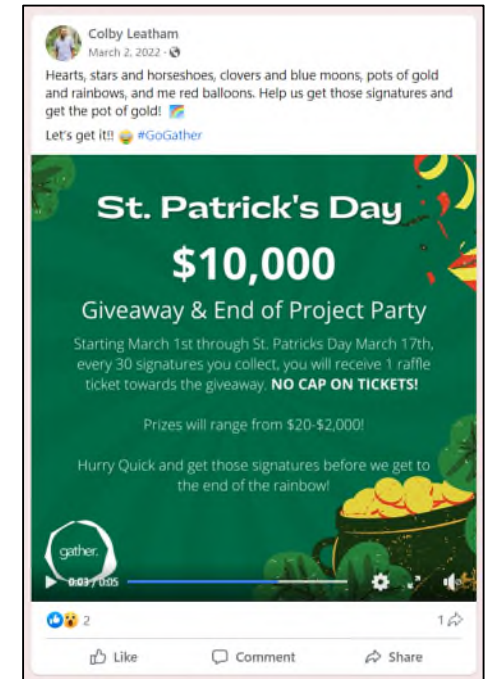 Colby Leatham
March 2, 2022 ·
Hearts, stars and horseshoes, clovers and blue moons, pots of gold
and rainbows, and me red balloons. Help us get those signatures and
get the pot of gold!
Let's get it!! #GoGather
St. Patrick's Day
$10,000
Giveaway & End of Project Party
Starting March 1st through St. Patricks Day March 17th,
every 30 signatures you collect, you will receive 1 raffle
ticket towards the giveaway. NO CAP ON TICKETS!
Prizes will range from $20-$2,000!
Hurry Quick and get those signatures before we get to
the end of the rainbow!
gather.
0:03 / 0:05
2
1
Like Comment Share